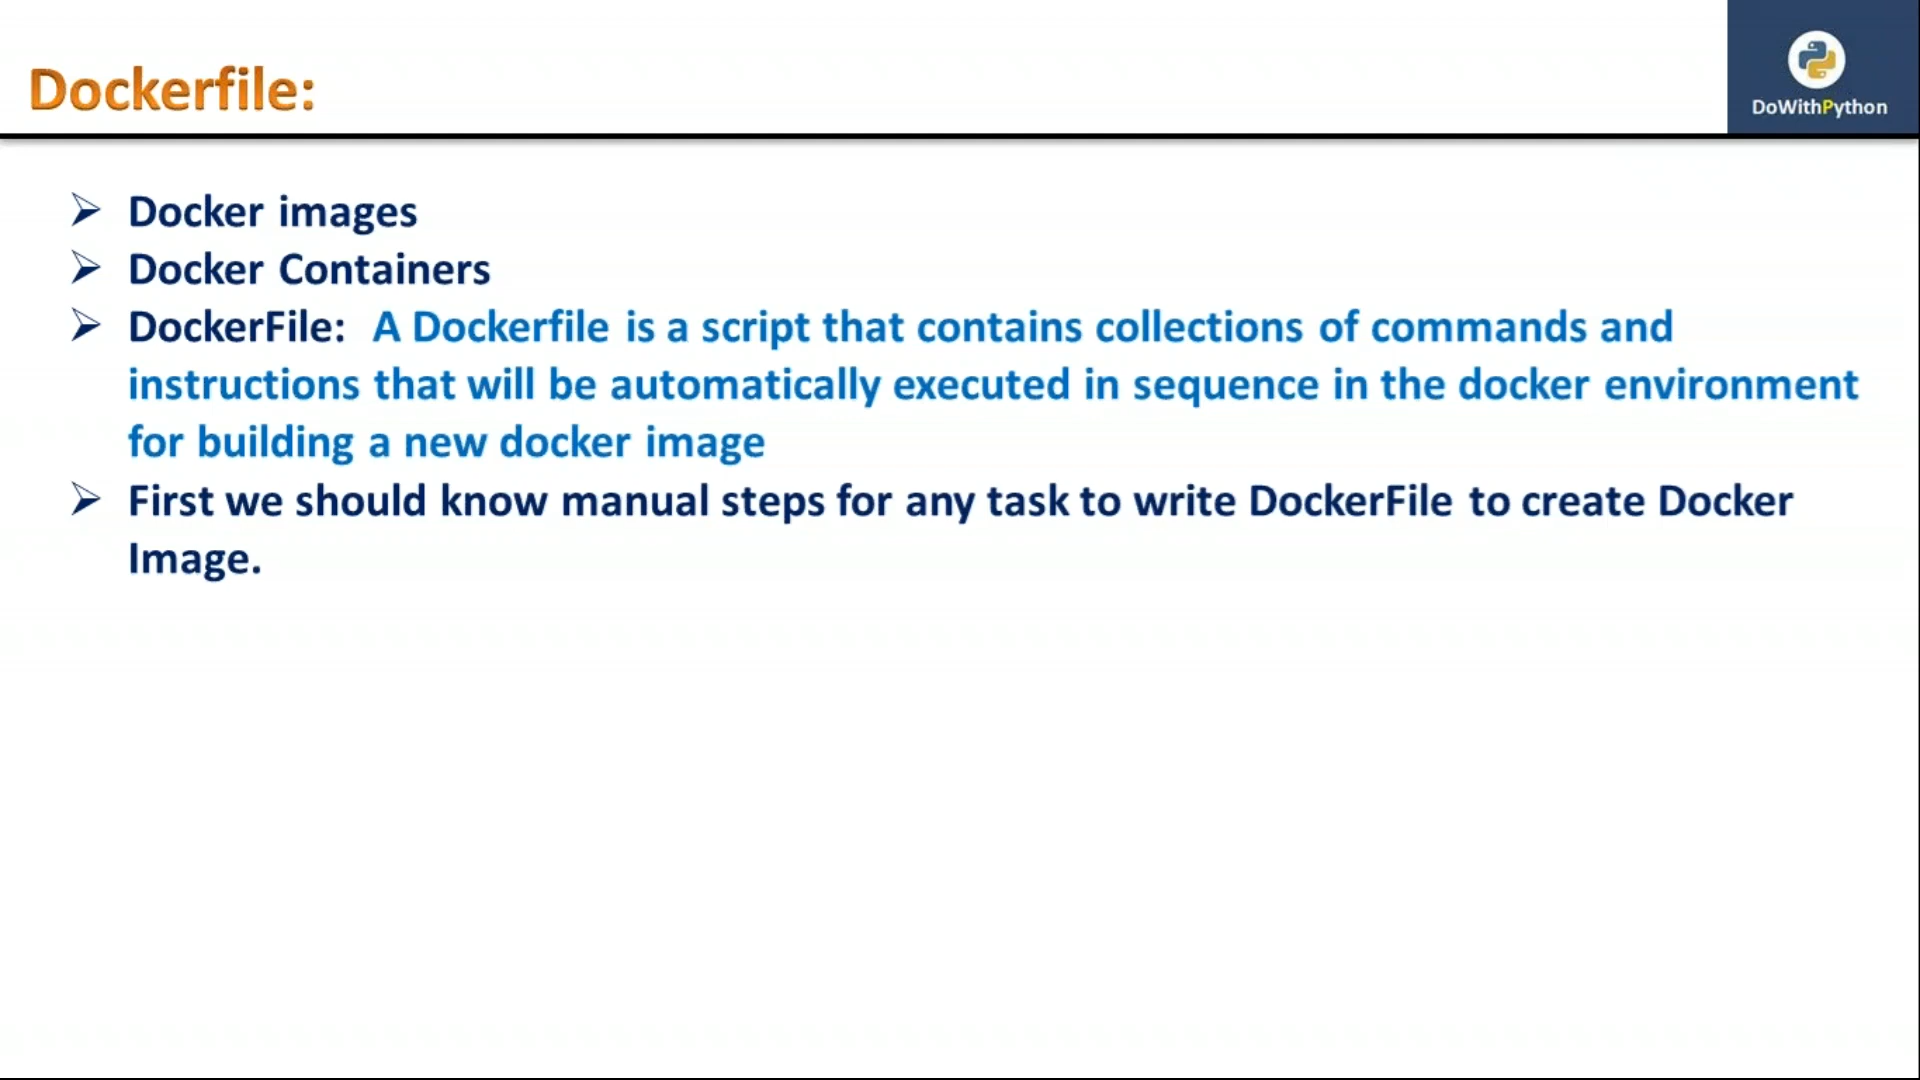 Dockerfile:
DoWithPython
➢ Docker images
➢ Docker Containers
➢ DockerFile: A Dockerfile is a script that contains collections of commands and
instructions that will be automatically executed in sequence in the docker environment
for building a new docker image
➢ First we should know manual steps for any task to write DockerFile to create Docker
Image.